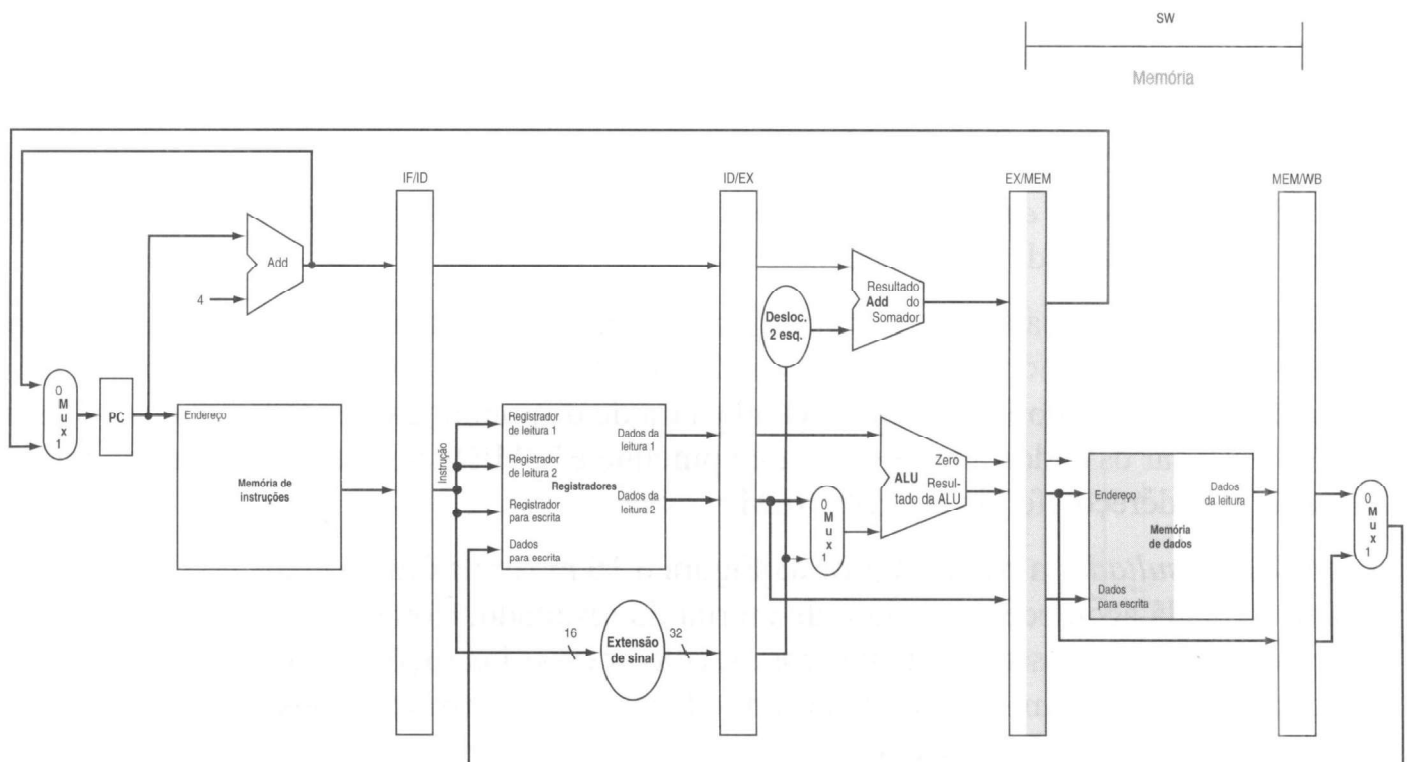 SW
Memória
IF/ID
ID/EX
EX/MEM
MEM/WB
Add
4
Desloc.
2 esq.
Resultado
Add do
Somador
0
M
u
x
1
PC
Endereço
Memória de
instruções
Instrução
Registrador
de leitura 1
Registrador
de leitura 2
Registradores
Registrador
para escrita
Dados
para escrita
Dados da
leitura 1
Dados da
leitura 2
16
Extensão
de sinal
32
0
M
u
x
1
Zero
ALU Resul-
tado da ALU
Endereço
Dados
da leitura
Memória
de dados
Dados
para escrita
0
M
u
x
1